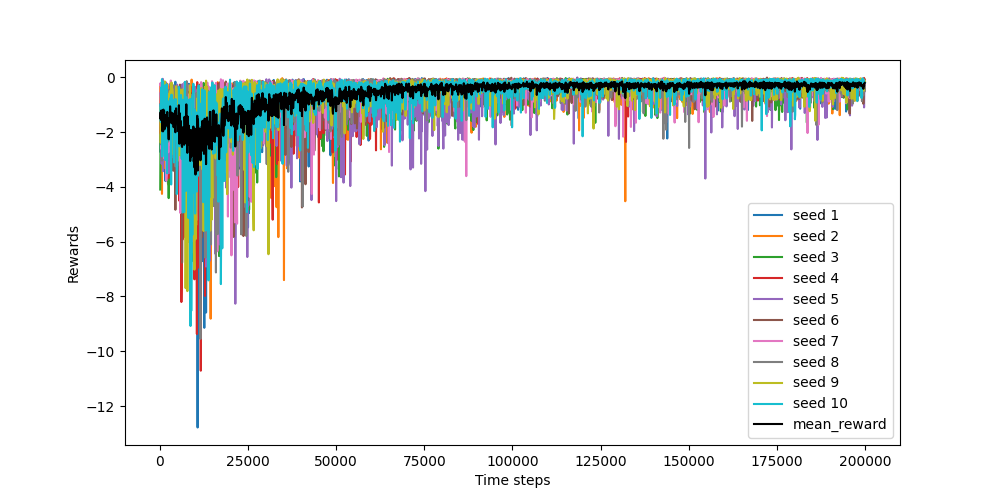 0
−2
−4
−6
−8
−10
−12
Rewards
0 25000 50000 75000 100000 125000 150000 175000 200000
Time steps
seed 1
seed 2
seed 3
seed 4
seed 5
seed 6
seed 7
seed 8
seed 9
seed 10
mean_reward